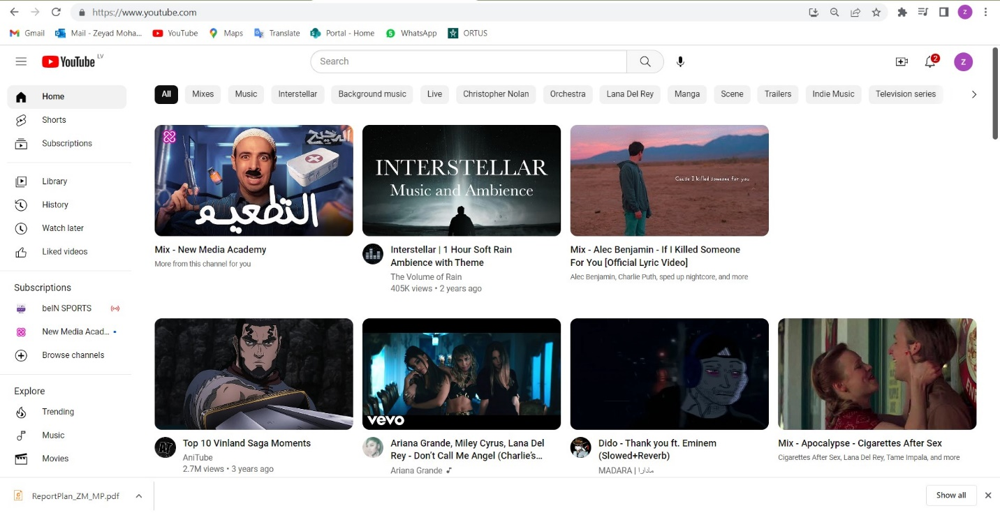 https://www.youtube.com
z
Gmail
Mail - Zeyad Moha...
YouTube
Maps
Translate
Portal - Home
WhatsApp
ORTUS
YouTube LV
Search
2
z
Home
Shorts
Subscriptions
Library
History
Watch later
Liked videos
Subscriptions
beIN SPORTS
New Media Acad...
Browse channels
Explore
Trending
Music
Movies
All
Mixes
Music
Interstellar
Background music
Live
Christopher Nolan
Orchestra
Lana Del Rey
Manga
Scene
Trailers
Indie Music
Television series
الدحيح
التطعيم
Mix - New Media Academy
More from this channel for you
INTERSTELLAR
Music and Ambience
Interstellar | 1 Hour Soft Rain
Ambience with Theme
The Volume of Rain
405K views • 2 years ago
Cause I killed someone for you
Mix - Alec Benjamin - If I Killed Someone
For You [Official Lyric Video]
Alec Benjamin, Charlie Puth, sped up nightcore, and more
Top 10 Vinland Saga Moments
AniTube
2.7M views • 3 years ago
vevo
Ariana Grande, Miley Cyrus, Lana Del
Rey - Don't Call Me Angel (Charlie's...
Ariana Grande
Dido - Thank you ft. Eminem
(Slowed+Reverb)
MADARA | مادارا
Mix - Apocalypse - Cigarettes After Sex
Cigarettes After Sex, Lana Del Rey, Tame Impala, and more
ReportPlan_ZM_MP.pdf
Show all